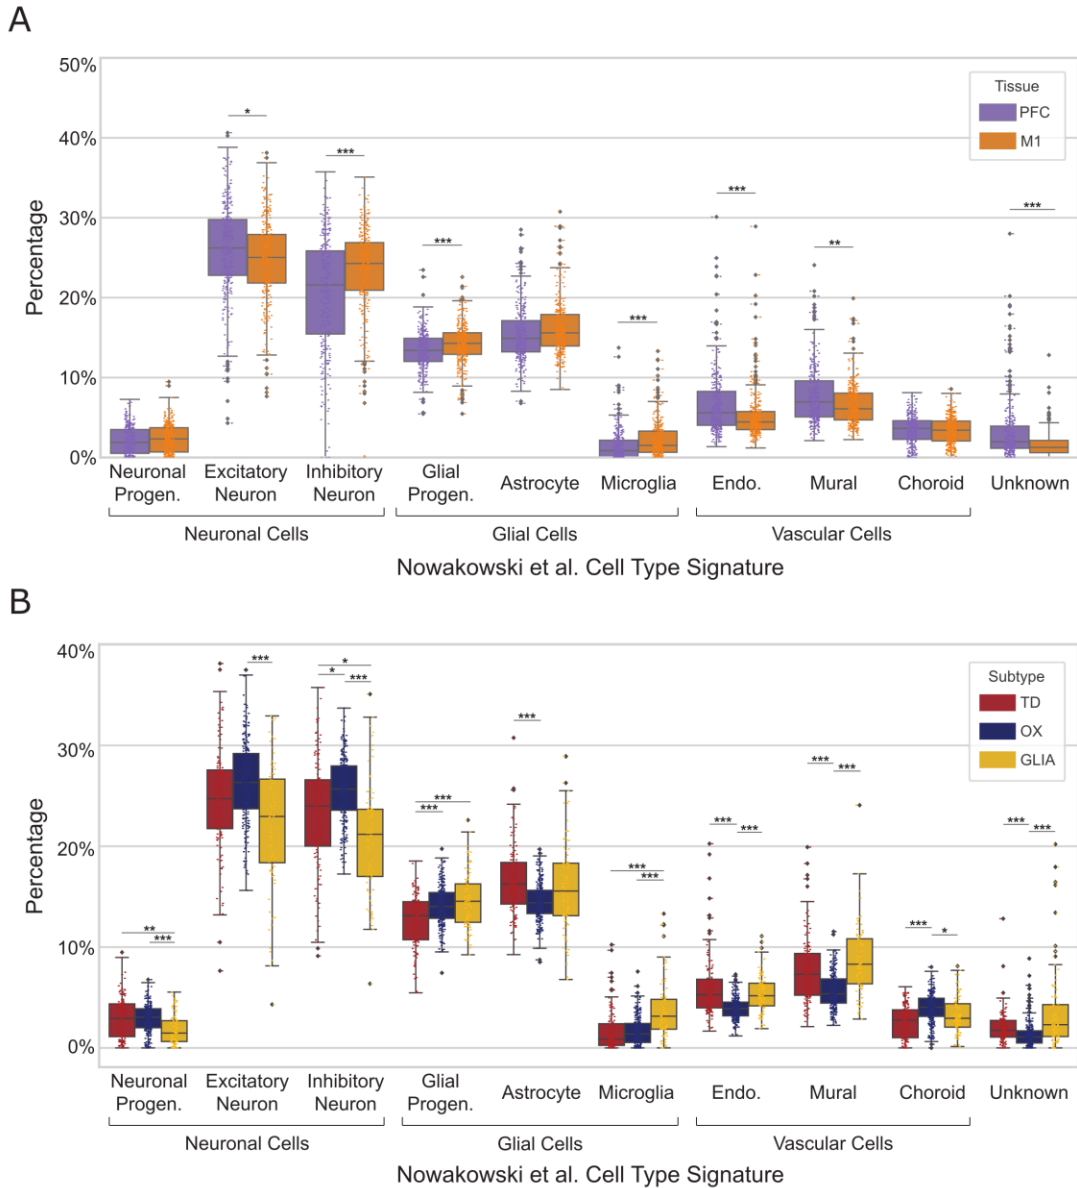 A
50%
40%
30%
20%
10%
0%
Percentage
Tissue
PFC
M1
*
***
***
***
***
**
***
Neuronal
Progen.
Excitatory
Neuron
Inhibitory
Neuron
Glial
Progen.
Astrocyte
Microglia
Endo.
Mural
Choroid
Unknown
Neuronal Cells
Glial Cells
Vascular Cells
Nowakowski et al. Cell Type Signature
B
40%
30%
20%
10%
0%
Percentage
Subtype
TD
OX
GLIA
**
***
***
*
*
***
***
***
***
***
***
***
***
***
***
***
*
***
***
Neuronal
Progen.
Excitatory
Neuron
Inhibitory
Neuron
Glial
Progen.
Astrocyte
Microglia
Endo.
Mural
Choroid
Unknown
Neuronal Cells
Glial Cells
Vascular Cells
Nowakowski et al. Cell Type Signature